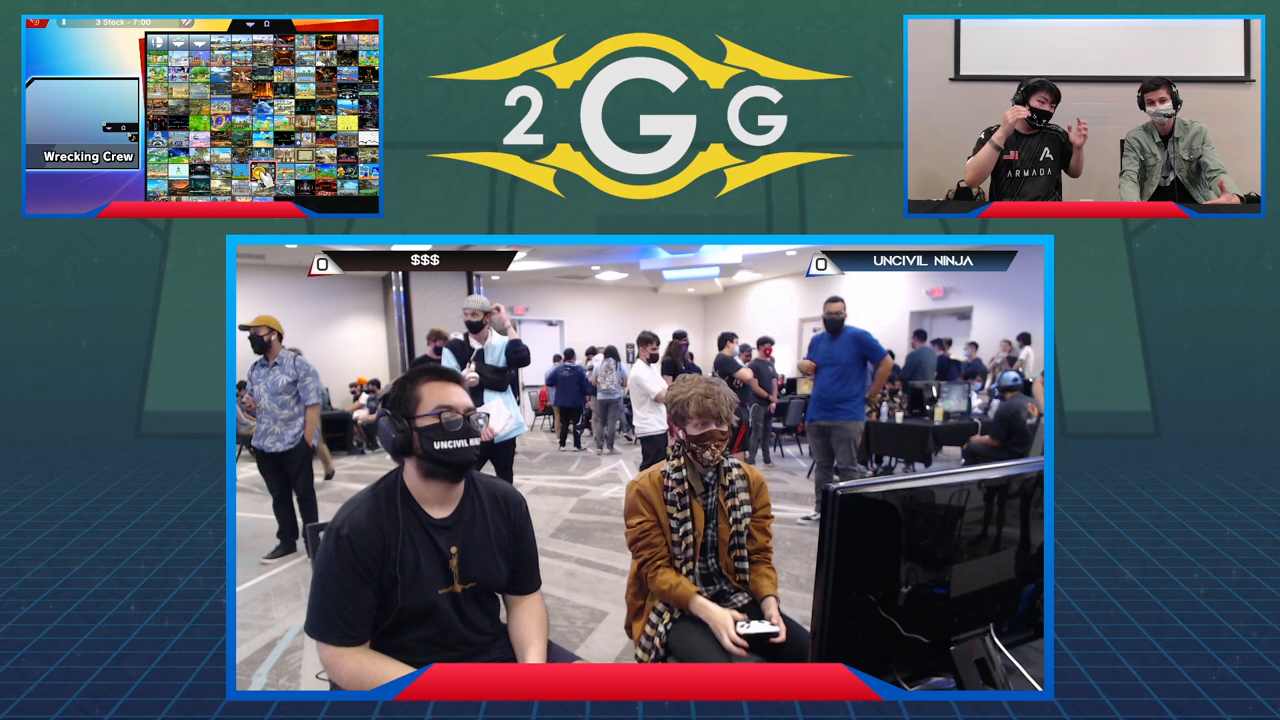 3 Stock - 7:00
Wrecking Crew
2GG
ARMADA
0 $$$
0 UNCIVIL NINJA
UNCIVIL